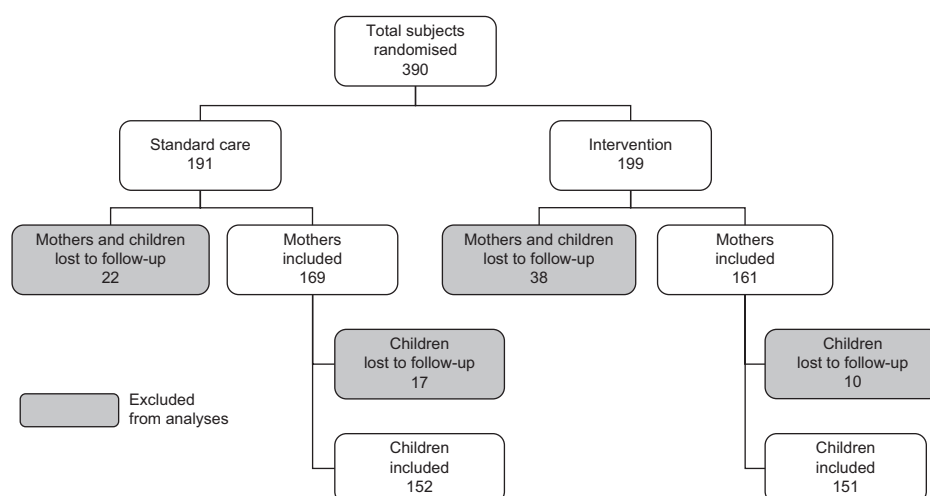 Total subjects
randomised
390
Standard care
191
Intervention
199
Mothers and children
lost to follow-up
22
Mothers
included
169
Mothers and children
lost to follow-up
38
Mothers
included
161
Children
lost to follow-up
17
Children
lost to follow-up
10
Excluded
from analyses
Children
included
152
Children
included
151